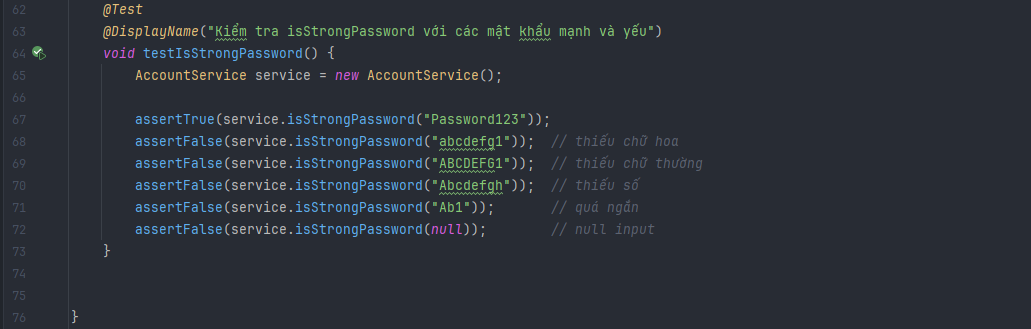 62 @Test
63 @DisplayName("Kiểm tra isStrongPassword với các mật khẩu mạnh và yếu")
64 void testIsStrongPassword() {
65 AccountService service = new AccountService();
66
67 assertTrue(service.isStrongPassword("Password123"));
68 assertFalse(service.isStrongPassword("abcdefg1")); // thiếu chữ hoa
69 assertFalse(service.isStrongPassword("ABCDEFG1")); // thiếu chữ thường
70 assertFalse(service.isStrongPassword("Abcdefgh")); // thiếu số
71 assertFalse(service.isStrongPassword("Ab1")); // quá ngắn
72 assertFalse(service.isStrongPassword(null)); // null input
73 }
74
75
76 }